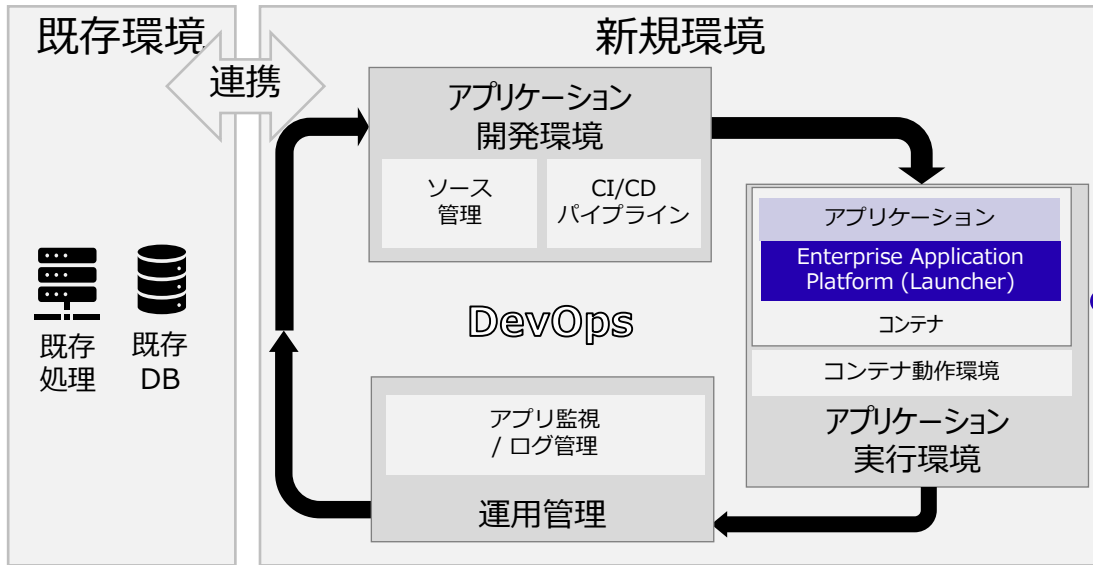 既存環境
連携
既存
処理
既存
DB
新規環境
アプリケーション
開発環境
ソース
管理
CI/CD
パイプライン
DevOps
アプリケーション
Enterprise Application
Platform (Launcher)
コンテナ
コンテナ動作環境
アプリケーション
実行環境
アプリ監視
/ ログ管理
運用管理